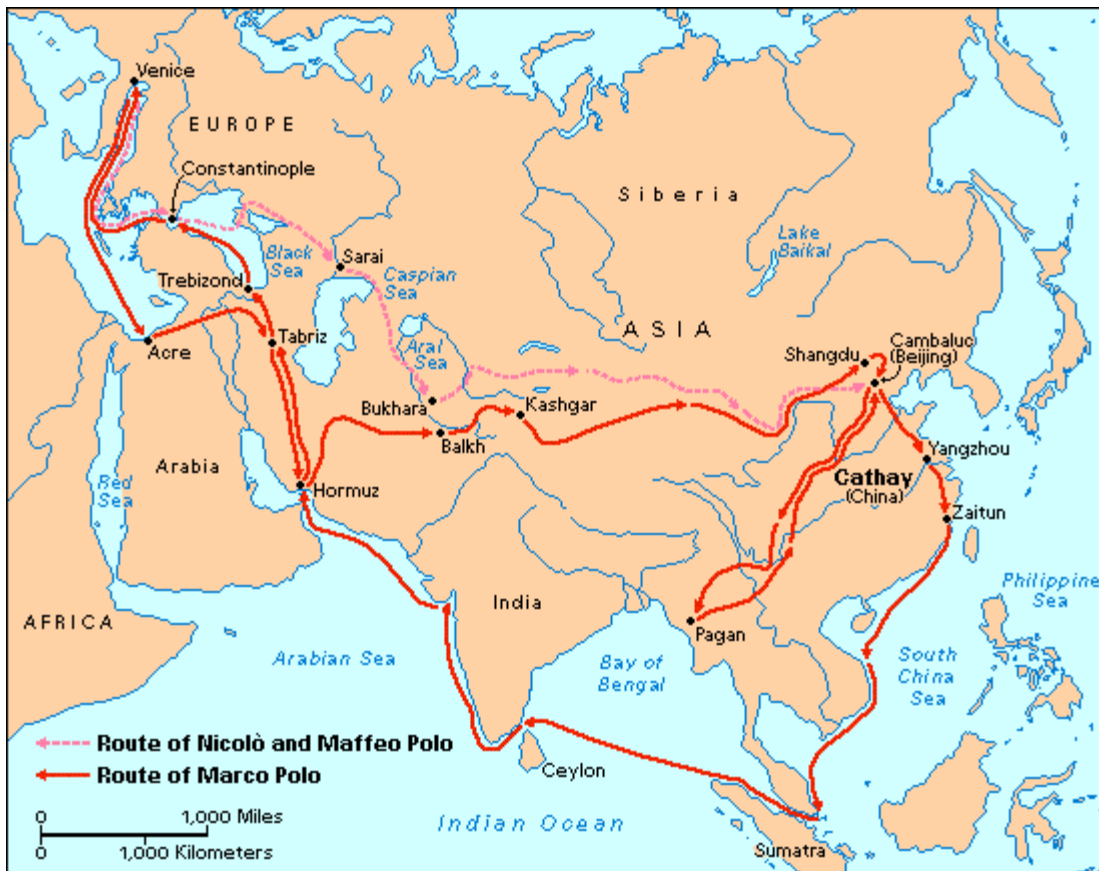 Venice
EUROPE
Constantinople
Siberia
Lake
Baikal
Black
Sea
Sarai
Caspian
Sea
Trebizond
ASIA
Tabriz
Acre
Aral
Sea
Shangdu
Cambaluc
(Beijing)
Bukhara
Kashgar
Balkh
Yangzhou
Arabia
Cathay
(China)
Red
Sea
Hormuz
Zaitun
Philippine
Sea
AFRICA
India
Pagan
Arabian Sea
Bay of
Bengal
South
China
Sea
Route of Nicolò and Maffeo Polo
Route of Marco Polo
Ceylon
0 1,000 Miles
0 1,000 Kilometers
Indian Ocean
Sumatra